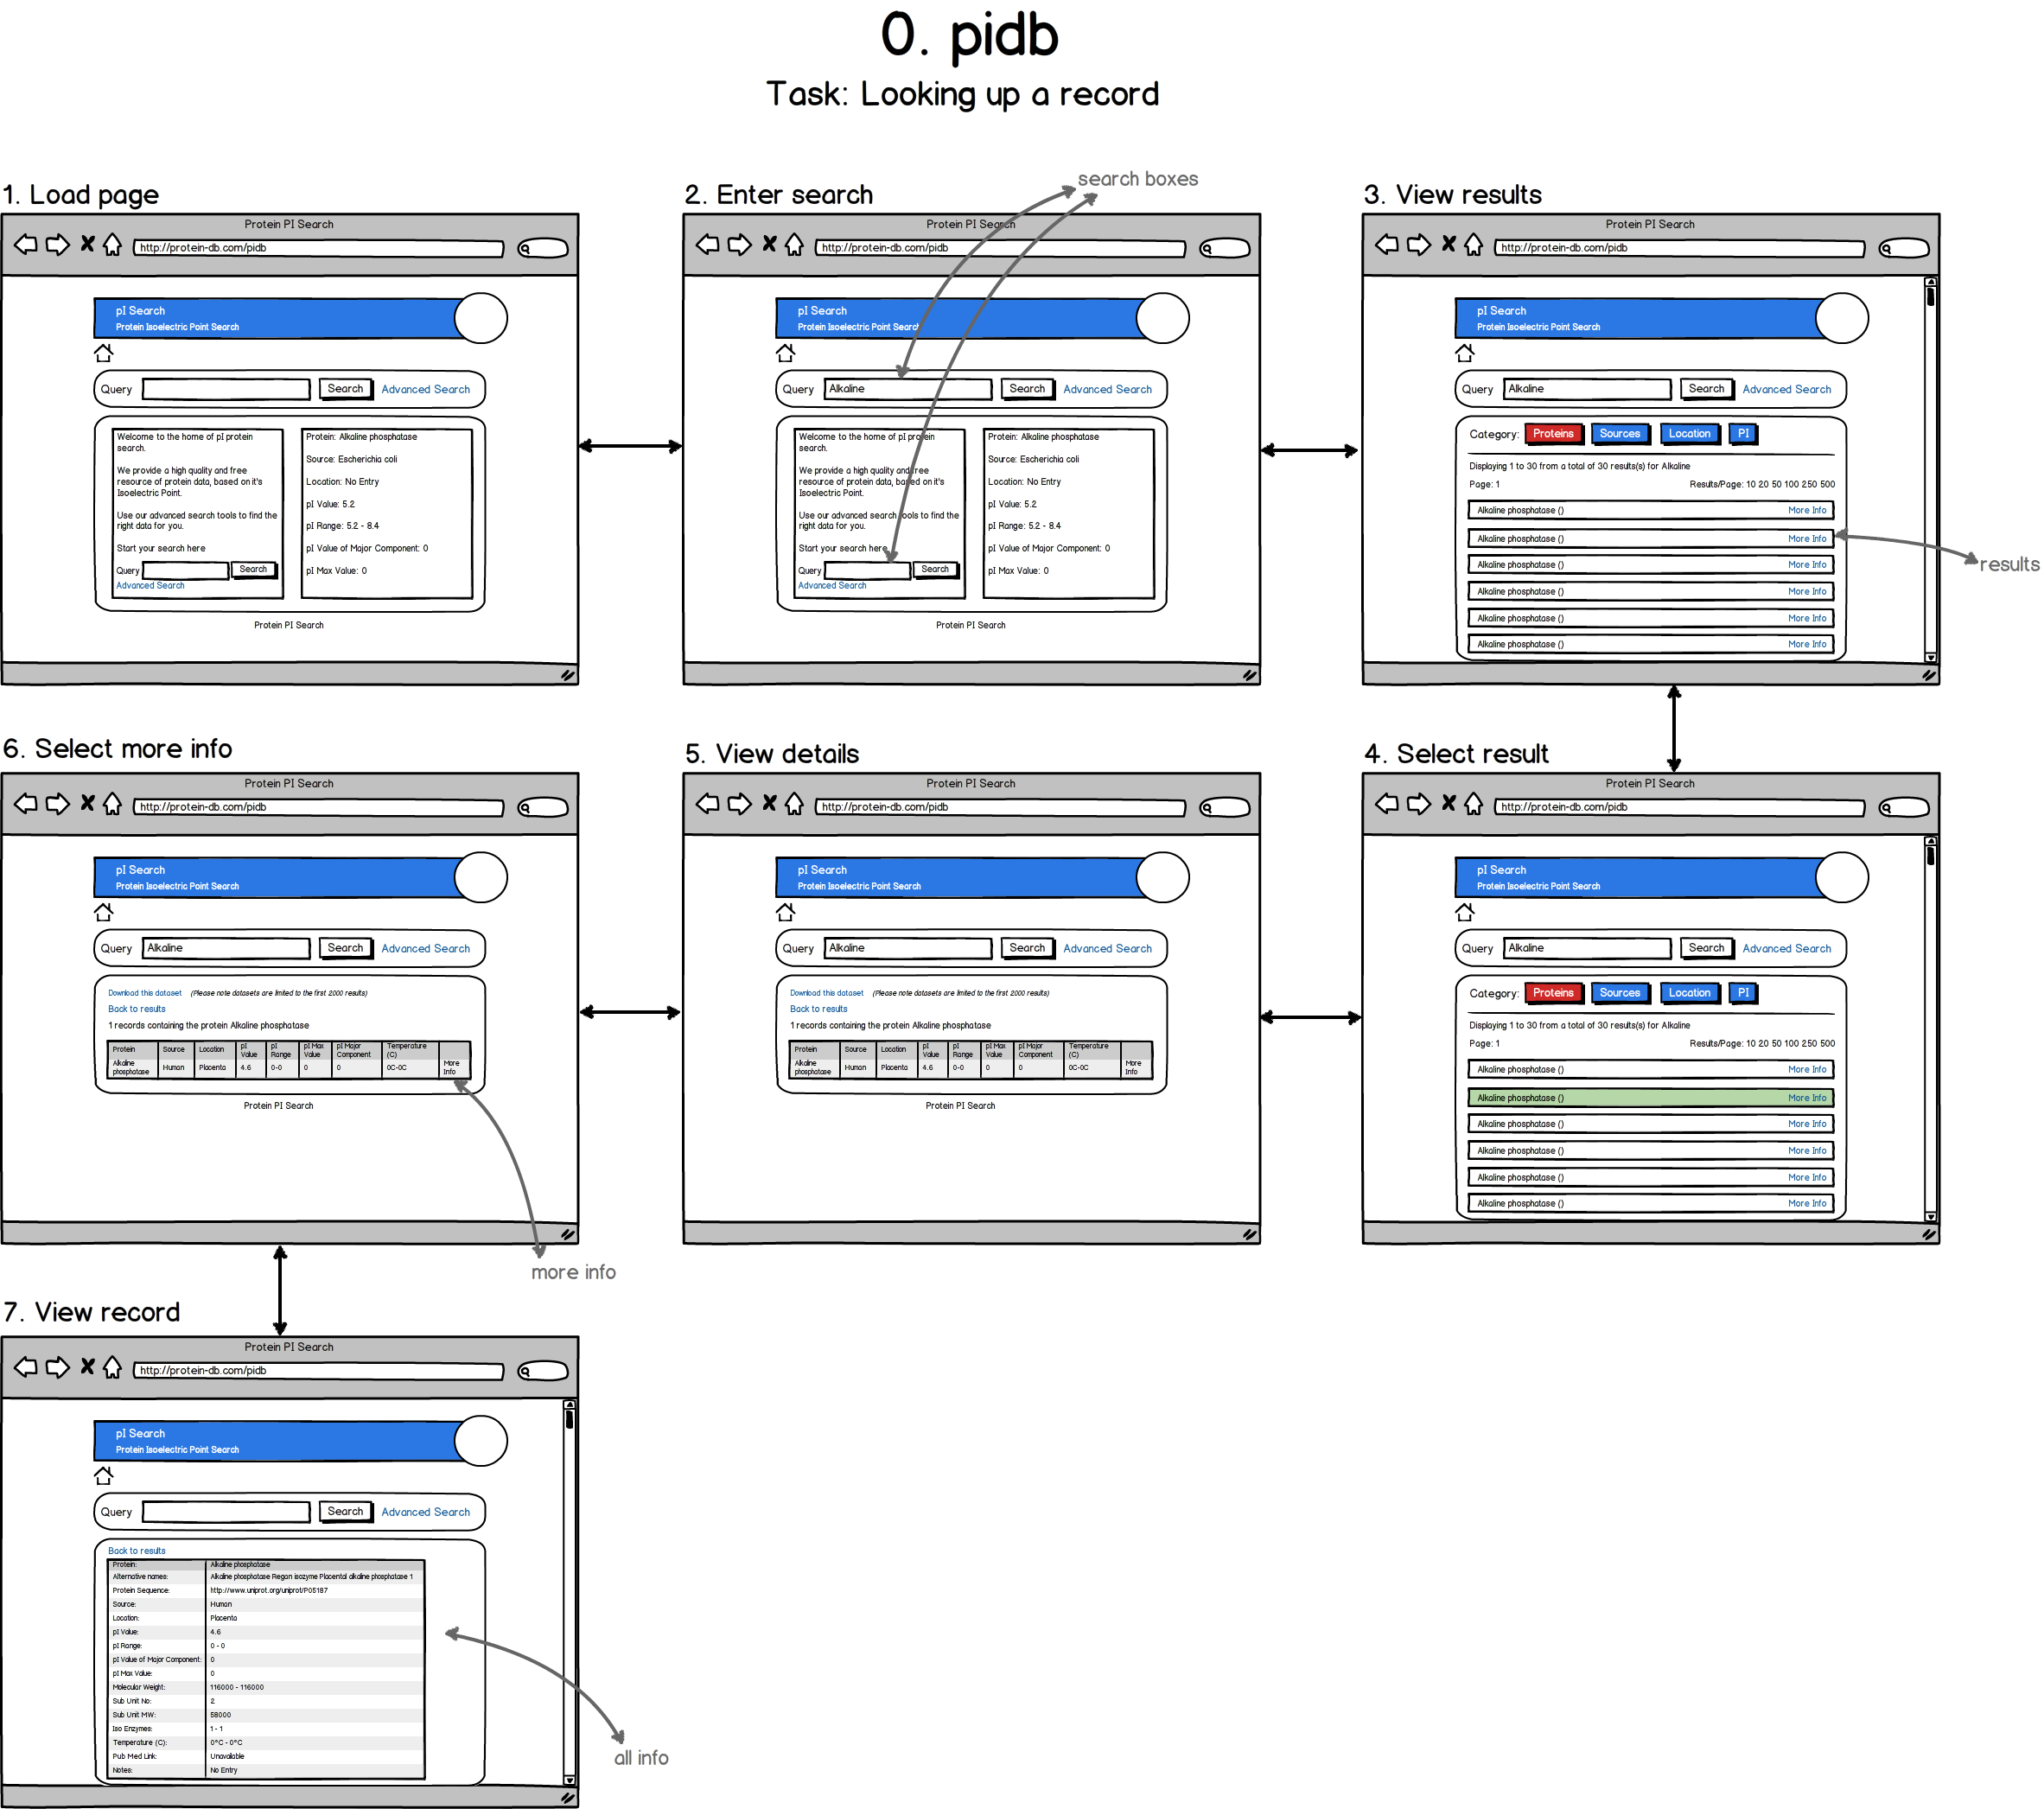 0. pidb
Task: Looking up a record
1. Load page
Protein PI Search
http://protein-db.com/pidb
pI Search
Protein Isoelectric Point Search
Query
Search
Advanced Search
Welcome to the home of pI protein
search.
We provide a high quality and free
resource of protein data, based on it's
Isoelectric Point.
Use our advanced search tools to find the
right data for you.
Start your search here
Query
Search
Advanced Search
Protein: Alkaline phosphatase
Source: Escherichia coli
Location: No Entry
pI Value: 5.2
pI Range: 5.2 - 8.4
pI Value of Major Component: 0
pI Max Value: 0
Protein PI Search
2. Enter search
search boxes
Protein PI Search
http://protein-db.com/pidb
pI Search
Protein Isoelectric Point Search
Query
Alkaline
Search
Advanced Search
Welcome to the home of pI protein
search.
We provide a high quality and free
resource of protein data, based on it's
Isoelectric Point.
Use our advanced search tools to find the
right data for you.
Start your search here
Query
Search
Advanced Search
Protein: Alkaline phosphatase
Source: Escherichia coli
Location: No Entry
pI Value: 5.2
pI Range: 5.2 - 8.4
pI Value of Major Component: 0
pI Max Value: 0
Protein PI Search
3. View results
Protein PI Search
http://protein-db.com/pidb
pI Search
Protein Isoelectric Point Search
Query
Alkaline
Search
Advanced Search
Category: Proteins Sources Location PI
Displaying 1 to 30 from a total of 30 results(s) for Alkaline
Page: 1 Results/Page: 10 20 50 100 250 500
Alkaline phosphatase () More Info
Alkaline phosphatase () More Info
Alkaline phosphatase () More Info
Alkaline phosphatase () More Info
Alkaline phosphatase () More Info
Alkaline phosphatase () More Info
results
4. Select result
Protein PI Search
http://protein-db.com/pidb
pI Search
Protein Isoelectric Point Search
Query
Alkaline
Search
Advanced Search
Category: Proteins Sources Location PI
Displaying 1 to 30 from a total of 30 results(s) for Alkaline
Page: 1 Results/Page: 10 20 50 100 250 500
Alkaline phosphatase () More Info
Alkaline phosphatase () More Info
Alkaline phosphatase () More Info
Alkaline phosphatase () More Info
Alkaline phosphatase () More Info
Alkaline phosphatase () More Info
5. View details
Protein PI Search
http://protein-db.com/pidb
pI Search
Protein Isoelectric Point Search
Query
Alkaline
Search
Advanced Search
Download this dataset (Please note datasets are limited to the first 2000 results)
Back to results
1 records containing the protein Alkaline phosphatase
Protein Source Location pI Value pI Range pI Max Value pI Major Component Temperature (C)
Alkaline phosphatase Human Placenta 4.6 0-0 0 0 0C-0C More Info
Protein PI Search
6. Select more info
Protein PI Search
http://protein-db.com/pidb
pI Search
Protein Isoelectric Point Search
Query
Alkaline
Search
Advanced Search
Download this dataset (Please note datasets are limited to the first 2000 results)
Back to results
1 records containing the protein Alkaline phosphatase
Protein Source Location pI Value pI Range pI Max Value pI Major Component Temperature (C)
Alkaline phosphatase Human Placenta 4.6 0-0 0 0 0C-0C More Info
Protein PI Search
more info
7. View record
Protein PI Search
http://protein-db.com/pidb
pI Search
Protein Isoelectric Point Search
Query
Search
Advanced Search
Back to results
Protein: Alkaline phosphatase
Alternative names: Alkaline phosphatase Regan isozyme Placental alkaline phosphatase 1
Protein Sequence: http://www.uniprot.org/uniprot/P05187
Source: Human
Location: Placenta
pI Value: 4.6
pI Range: 0 - 0
pI Value of Major Component: 0
pI Max Value: 0
Molecular Weight: 116000 - 116000
Sub Unit No: 2
Sub Unit MW: 58000
Iso Enzymes: 1 - 1
Temperature (C): 0°C - 0°C
Pub Med Link: Unavailable
Notes: No Entry
all info